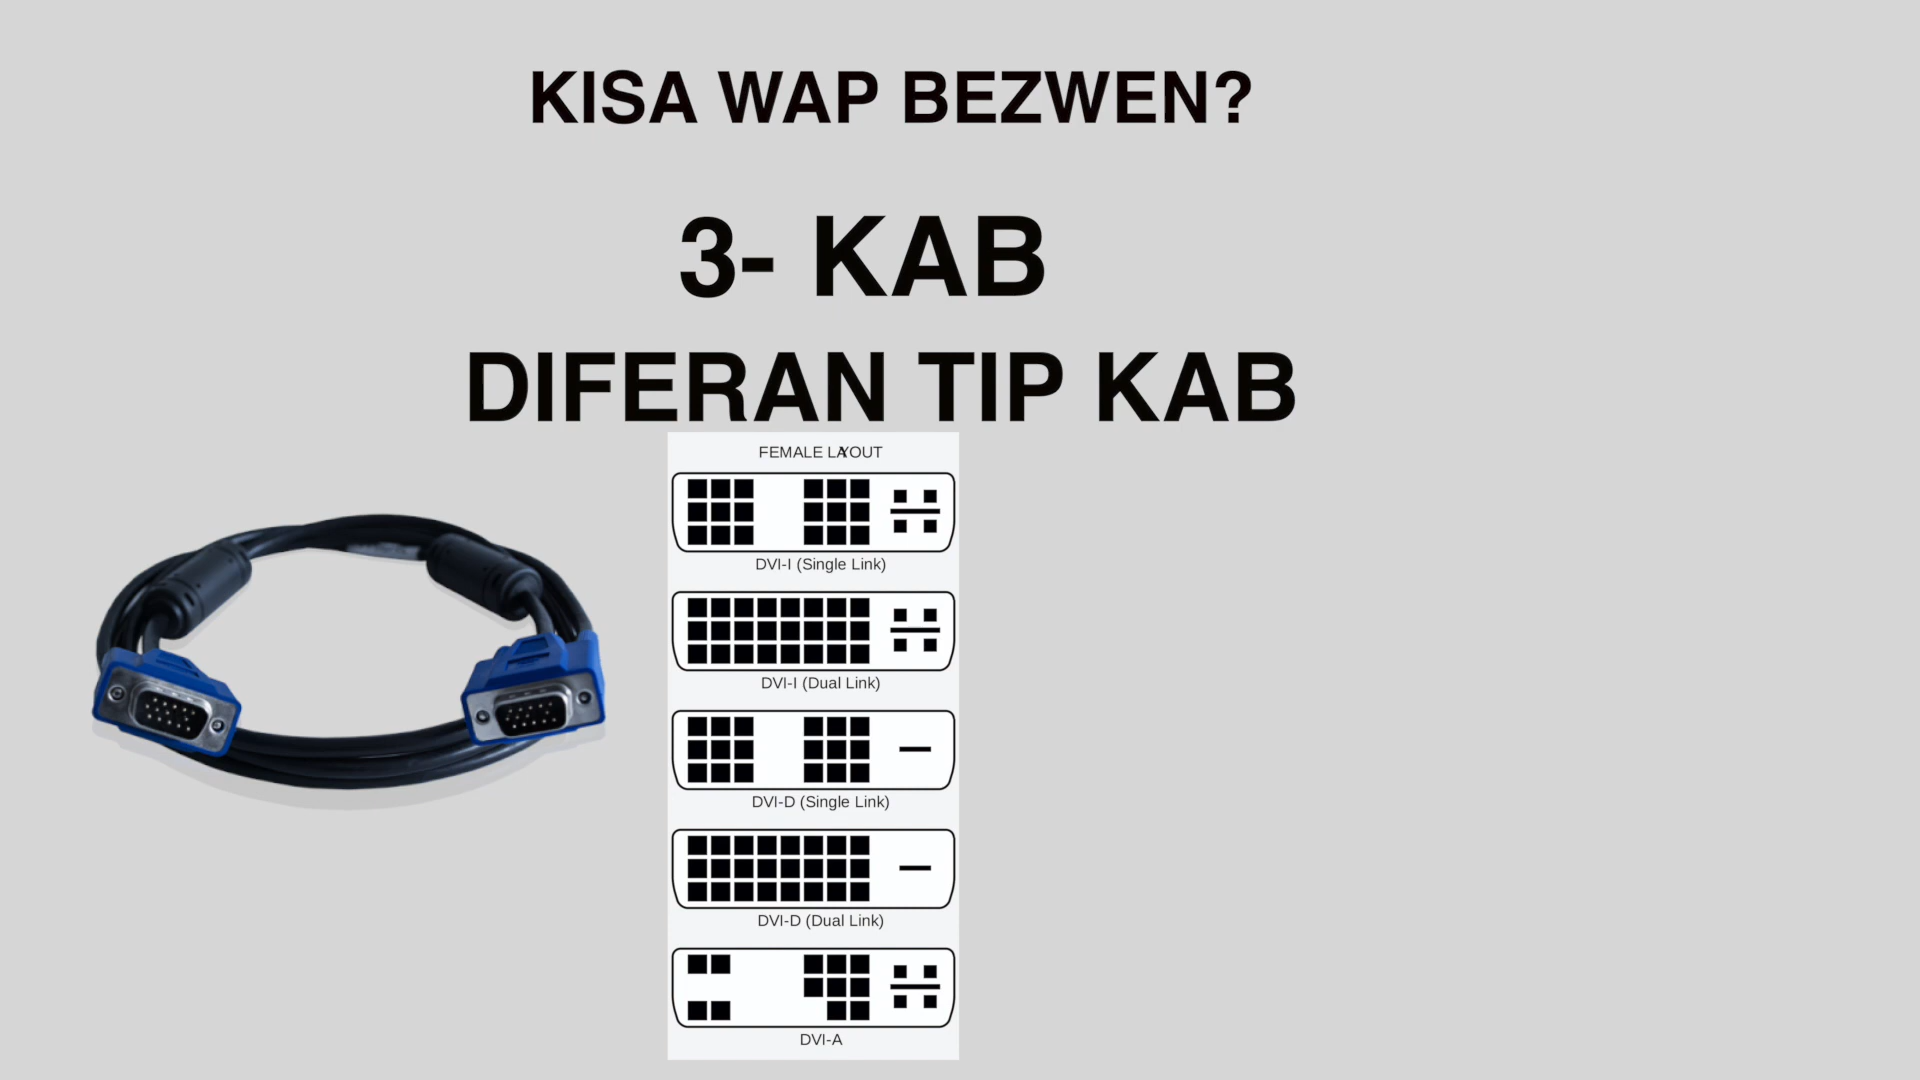 KISA WAP BEZWEN?
3- KAB
DIFERAN TIP KAB
FEMALE LAYOUT
DVI-I (Single Link)
DVI-I (Dual Link)
DVI-D (Single Link)
DVI-D (Dual Link)
DVI-A